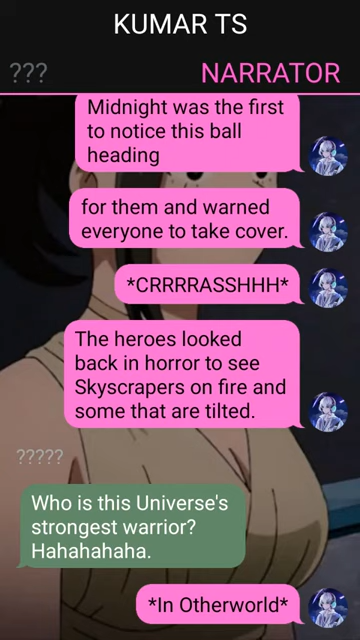 KUMAR TS
??? NARRATOR
Midnight was the first
to notice this ball
heading
for them and warned
everyone to take cover.
*CRRRRASSHHH*
The heroes looked
back in horror to see
Skyscrapers on fire and
some that are tilted.
?????
Who is this Universe's
strongest warrior?
Hahahahaha.
*In Otherworld*